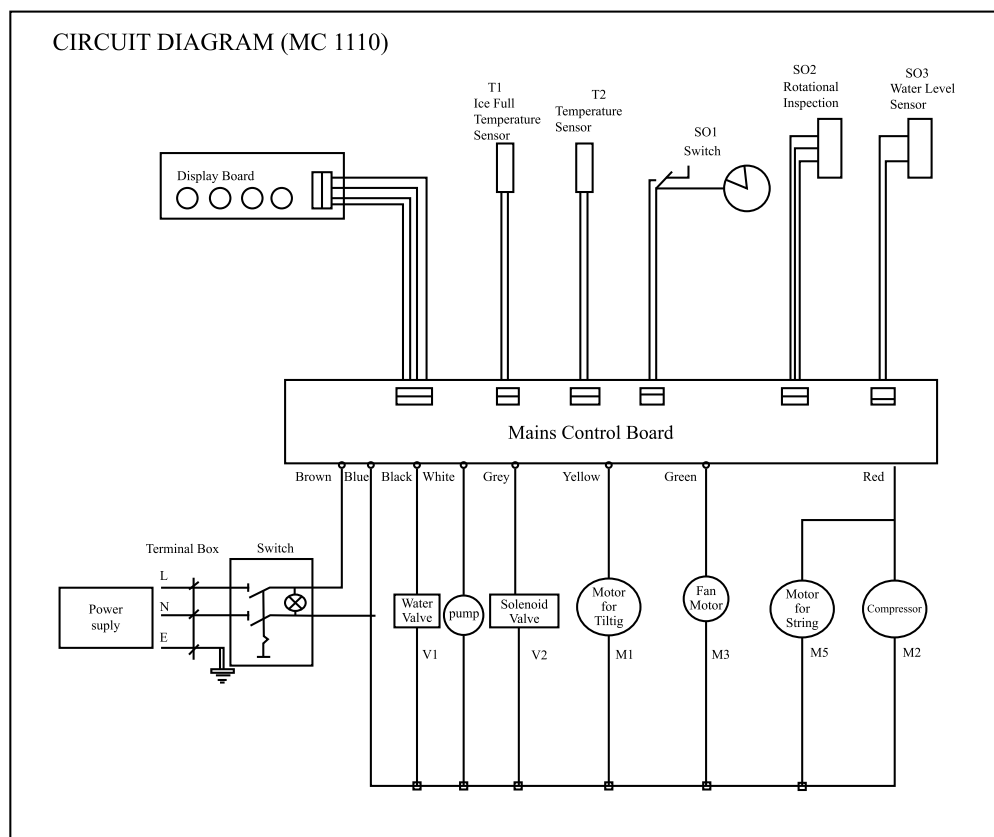 CIRCUIT DIAGRAM (MC 1110)
T1
Ice Full
Temperature
Sensor
T2
Temperature
Sensor
SO1
Switch
SO2
Rotational
Inspection
SO3
Water Level
Sensor
Display Board
Mains Control Board
Brown
Blue
Black
White
Grey
Yellow
Green
Red
Terminal Box
Switch
L
N
E
Power
suply
Water
Valve
V1
pump
Solenoid
Valve
V2
Motor
for
Tiltig
M1
Fan
Motor
M3
Motor
for
String
M5
Compressor
M2